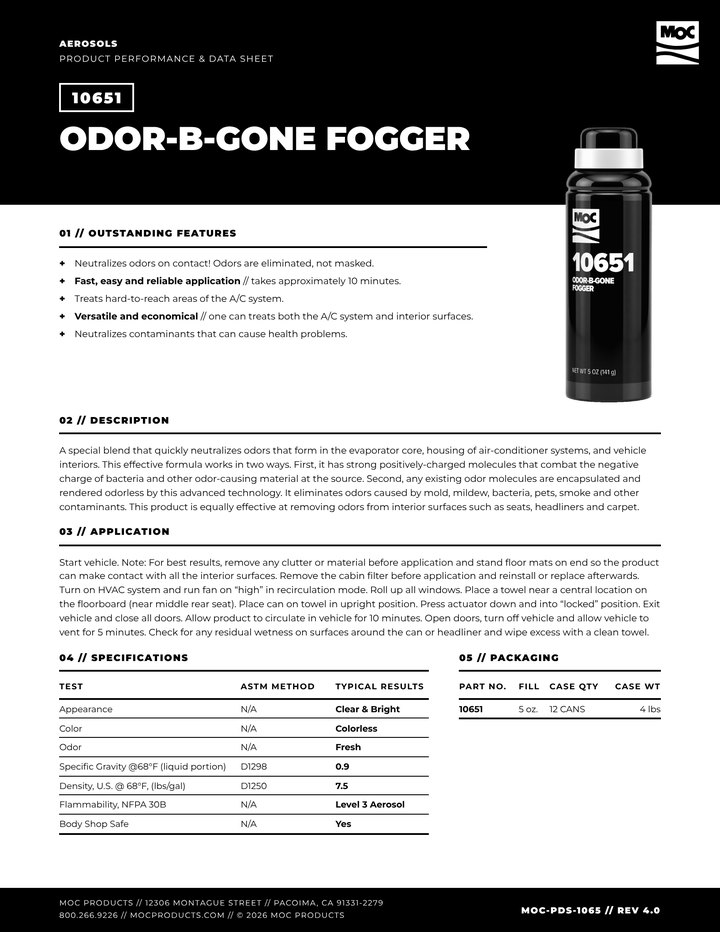 MOC
AEROSOLS
PRODUCT PERFORMANCE & DATA SHEET
10651
ODOR-B-GONE FOGGER
01 // OUTSTANDING FEATURES
Neutralizes odors on contact! Odors are eliminated, not masked.
Fast, easy and reliable application // takes approximately 10 minutes.
Treats hard-to-reach areas of the A/C system.
Versatile and economical // one can treats both the A/C system and interior surfaces.
Neutralizes contaminants that can cause health problems.
MOC
10651
ODOR-B-GONE
FOGGER
NET WT 5 OZ (141 g)
02 // DESCRIPTION
A special blend that quickly neutralizes odors that form in the evaporator core, housing of air-conditioner systems, and vehicle
interiors. This effective formula works in two ways. First, it has strong positively-charged molecules that combat the negative
charge of bacteria and other odor-causing material at the source. Second, any existing odor molecules are encapsulated and
rendered odorless by this advanced technology. It eliminates odors caused by mold, mildew, bacteria, pets, smoke and other
contaminants. This product is equally effective at removing odors from interior surfaces such as seats, headliners and carpet.
03 // APPLICATION
Start vehicle. Note: For best results, remove any clutter or material before application and stand floor mats on end so the product
can make contact with all the interior surfaces. Remove the cabin filter before application and reinstall or replace afterwards.
Turn on HVAC system and run fan on “high” in recirculation mode. Roll up all windows. Place a towel near a central location on
the floorboard (near middle rear seat). Place can on towel in upright position. Press actuator down and into “locked” position. Exit
vehicle and close all doors. Allow product to circulate in vehicle for 10 minutes. Open doors, turn off vehicle and allow vehicle to
vent for 5 minutes. Check for any residual wetness on surfaces around the can or headliner and wipe excess with a clean towel.
04 // SPECIFICATIONS
TEST ASTM METHOD TYPICAL RESULTS
Appearance N/A Clear & Bright
Color N/A Colorless
Odor N/A Fresh
Specific Gravity @68°F (liquid portion) D1298 0.9
Density, U.S. @ 68°F, (lbs/gal) D1250 7.5
Flammability, NFPA 30B N/A Level 3 Aerosol
Body Shop Safe N/A Yes
05 // PACKAGING
PART NO. FILL CASE QTY CASE WT
10651 5 oz. 12 CANS 4 lbs
MOC PRODUCTS // 12306 MONTAGUE STREET // PACOIMA, CA 91331-2279
800.266.9226 // MOCPRODUCTS.COM // © 2026 MOC PRODUCTS
MOC-PDS-1065 // REV 4.0